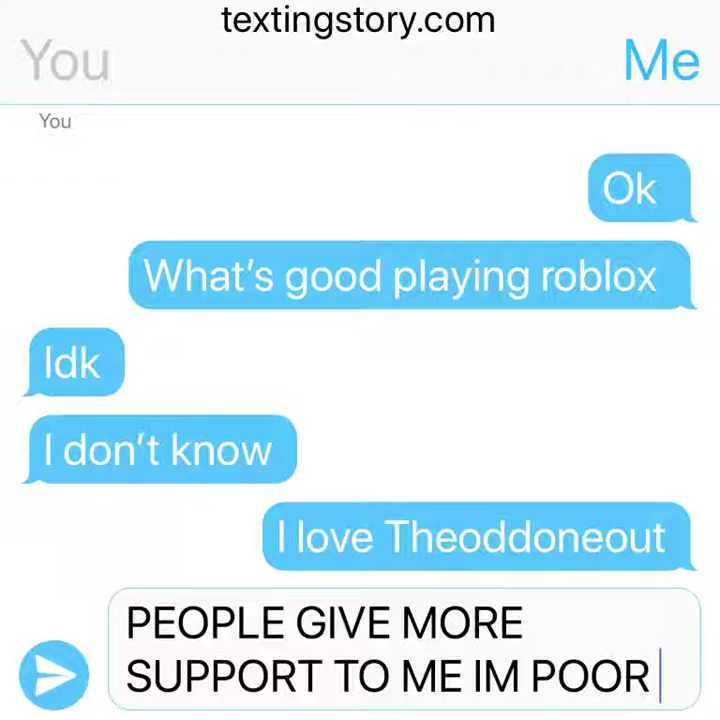 textingstory.com
You
Me
You
Ok
What's good playing roblox
Idk
I don't know
I love Theoddoneout
PEOPLE GIVE MORE
SUPPORT TO ME IM POOR